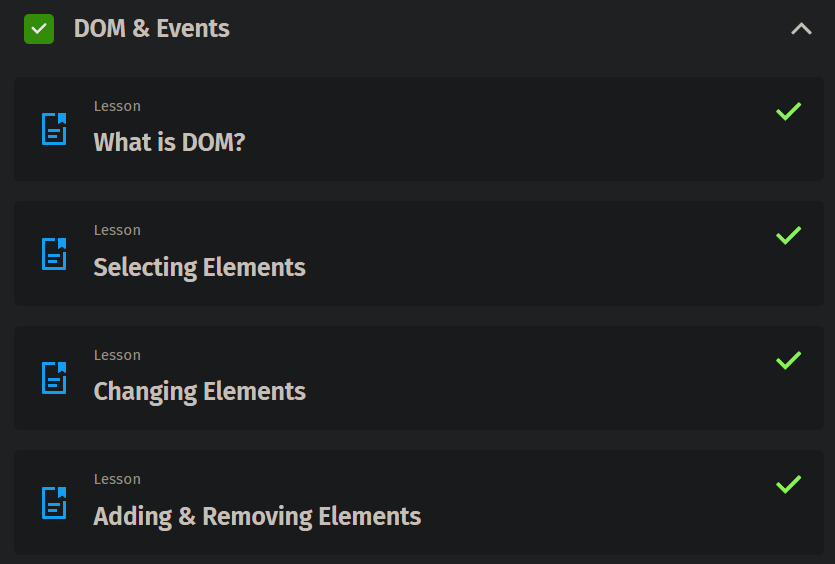 DOM & Events
Lesson
What is DOM?
Lesson
Selecting Elements
Lesson
Changing Elements
Lesson
Adding & Removing Elements